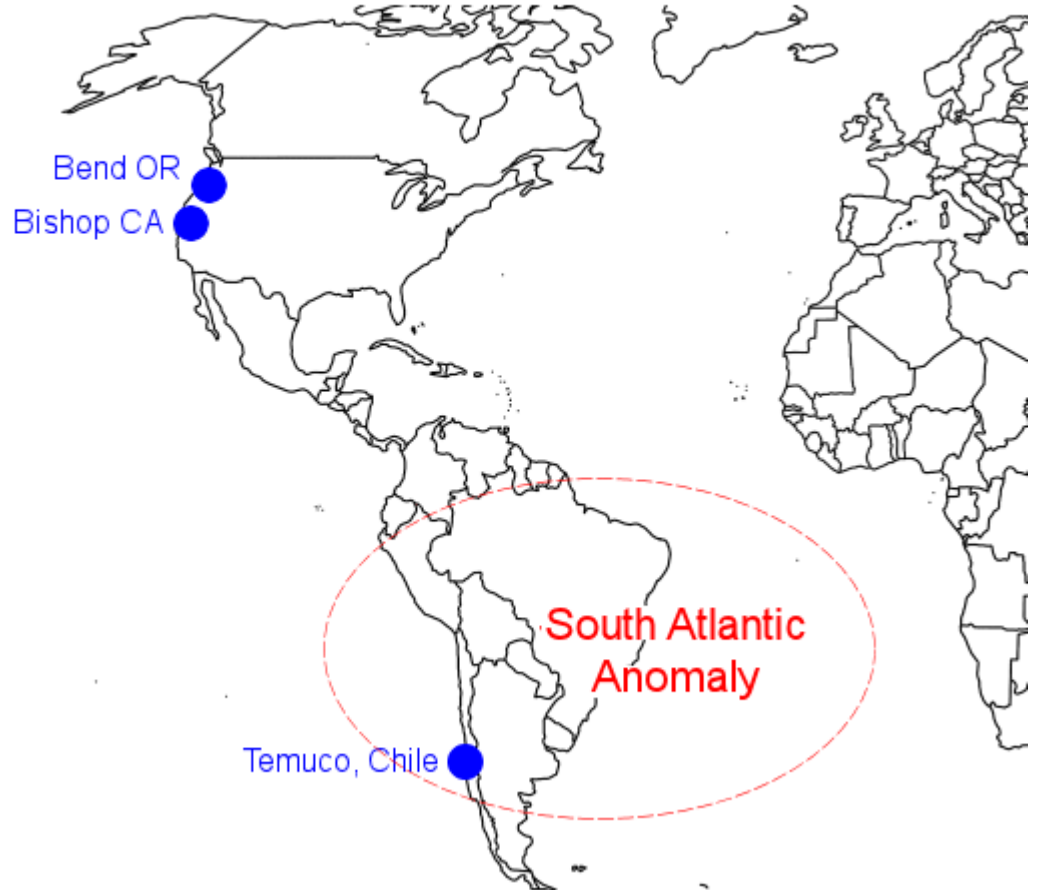 Bend OR
Bishop CA
South Atlantic
Anomaly
Temuco, Chile